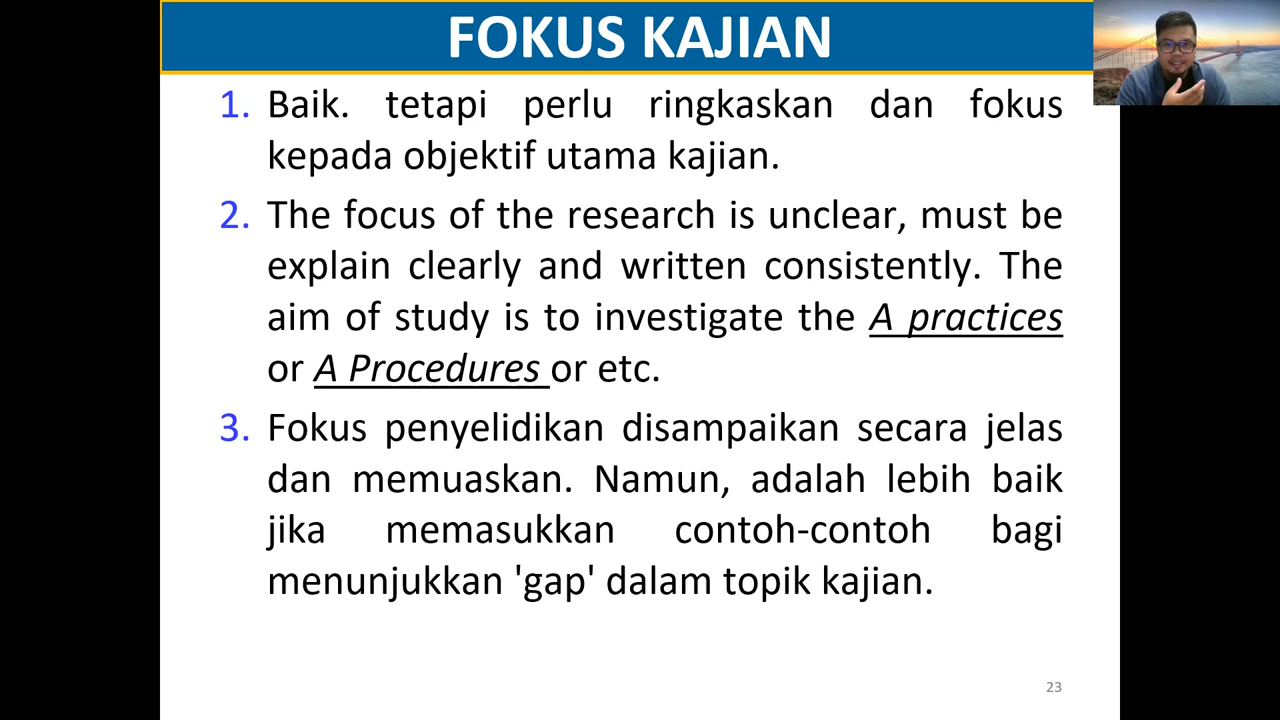 FOKUS KAJIAN
1. Baik. tetapi perlu ringkaskan dan fokus
kepada objektif utama kajian.
2. The focus of the research is unclear, must be
explain clearly and written consistently. The
aim of study is to investigate the A practices
or A Procedures or etc.
3. Fokus penyelidikan disampaikan secara jelas
dan memuaskan. Namun, adalah lebih baik
jika memasukkan contoh-contoh bagi
menunjukkan 'gap' dalam topik kajian.
23